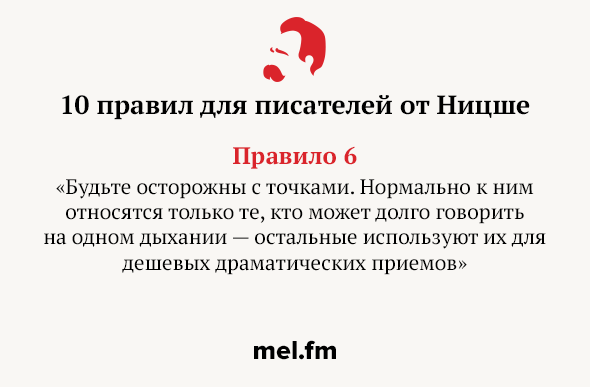 10 правил для писателей от Ницше
Правило 6
«Будьте осторожны с точками. Нормально к ним
относятся только те, кто может долго говорить
на одном дыхании — остальные используют их для
дешевых драматических приемов»
mel.fm